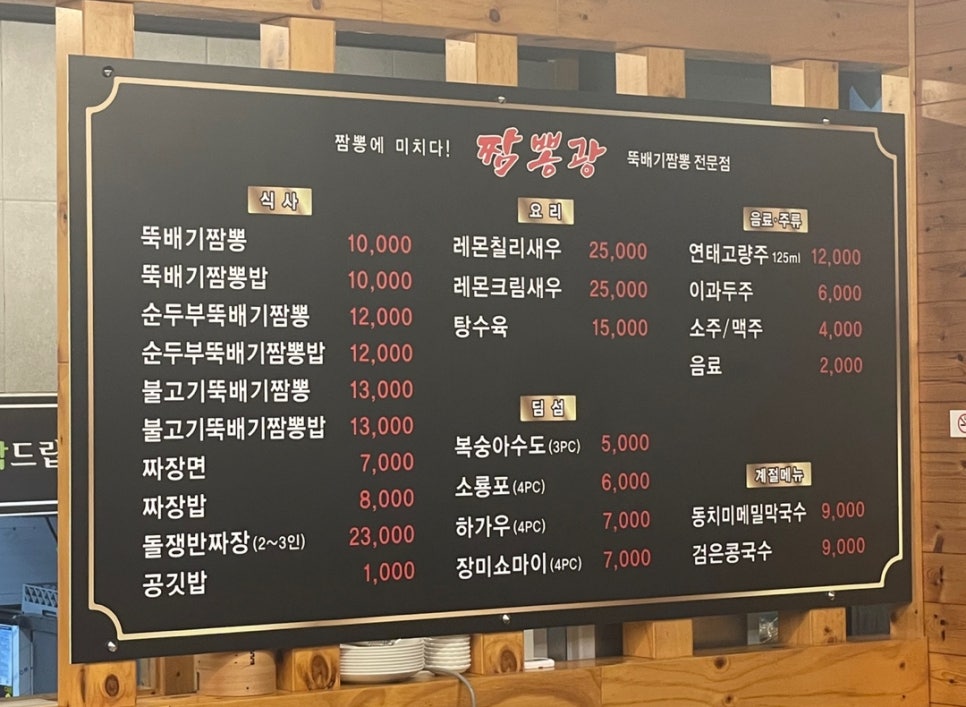 짬뽕에 미치다! 짬뽕광 뚝배기짬뽕 전문점
식사
뚝배기짬뽕 10,000
뚝배기짬뽕밥 10,000
순두부뚝배기짬뽕 12,000
순두부뚝배기짬뽕밥 12,000
불고기뚝배기짬뽕 13,000
불고기뚝배기짬뽕밥 13,000
짜장면 7,000
짜장밥 8,000
돌쟁반짜장(2~3인) 23,000
공깃밥 1,000
요리
레몬칠리새우 25,000
레몬크림새우 25,000
탕수육 15,000
딤섬
복숭아수도(3PC) 5,000
소룡포(4PC) 6,000
하가우(4PC) 7,000
장미쇼마이(4PC) 7,000
음료·주류
연태고량주 125ml 12,000
이과두주 6,000
소주/맥주 4,000
음료 2,000
계절메뉴
동치미메밀막국수 9,000
검은콩국수 9,000
드립